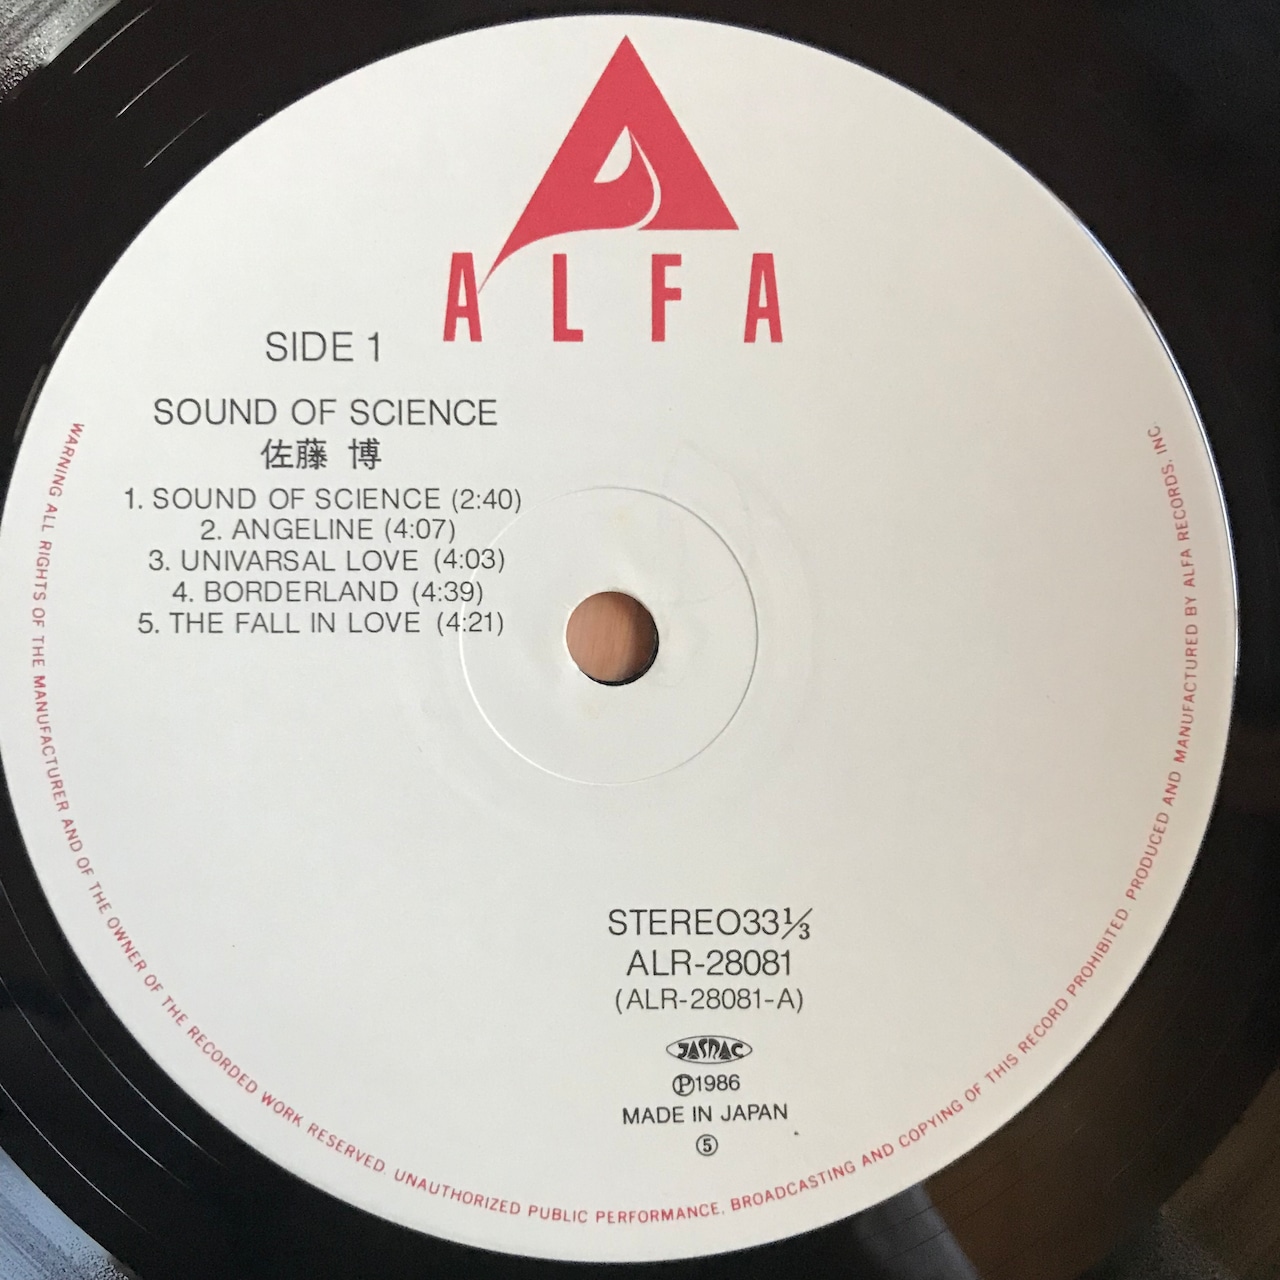 ALFA
SIDE 1
SOUND OF SCIENCE
佐藤 博
1. SOUND OF SCIENCE (2:40)
2. ANGELINE (4:07)
3. UNIVARSAL LOVE (4:03)
4. BORDERLAND (4:39)
5. THE FALL IN LOVE (4:21)
STEREO33⅓
ALR-28081
(ALR-28081-A)
JASRAC
Ⓟ1986
MADE IN JAPAN
⑤
WARNING ALL RIGHTS OF THE MANUFACTURER AND OF THE OWNER OF THE RECORDED WORK RESERVED. UNAUTHORIZED PUBLIC PERFORMANCE, BROADCASTING AND COPYING OF THIS RECORD PROHIBITED. PRODUCED AND MANUFACTURED BY ALFA RECORDS, INC.